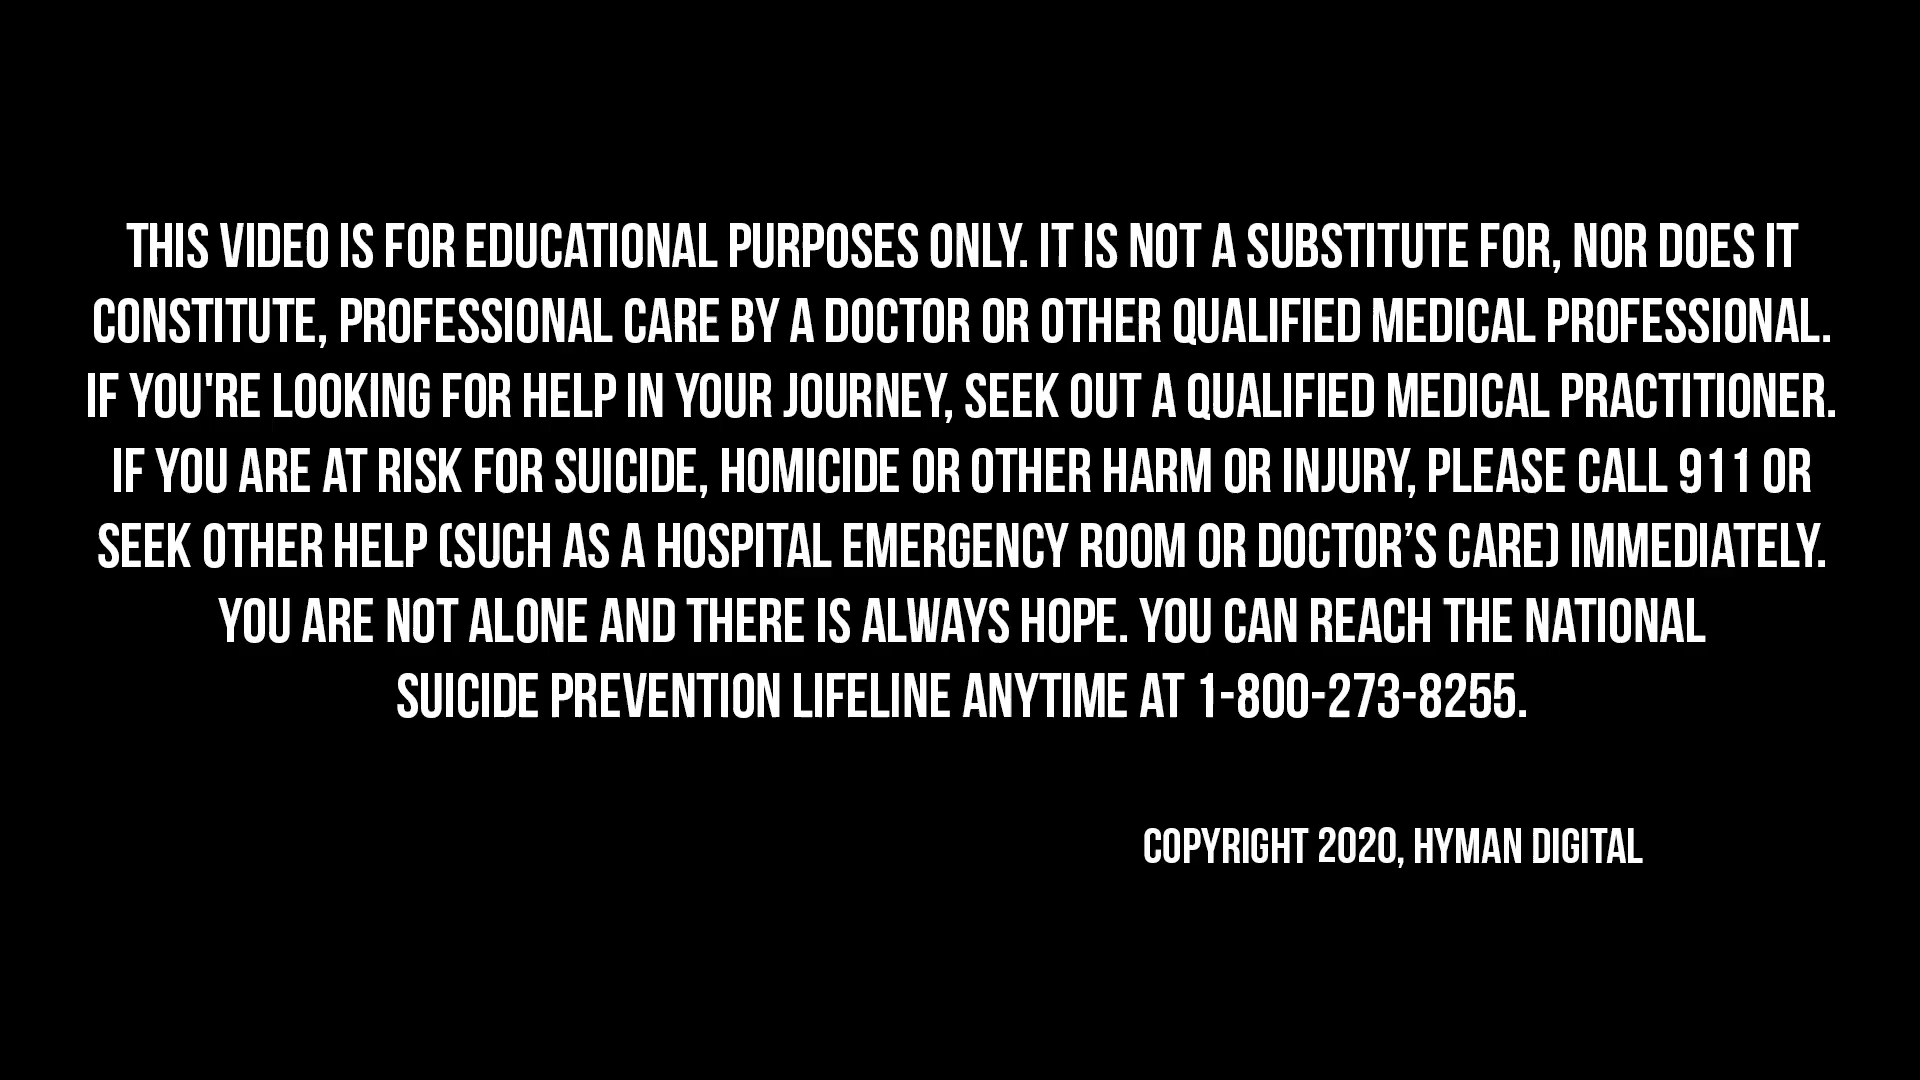 THIS VIDEO IS FOR EDUCATIONAL PURPOSES ONLY. IT IS NOT A SUBSTITUTE FOR, NOR DOES IT
CONSTITUTE, PROFESSIONAL CARE BY A DOCTOR OR OTHER QUALIFIED MEDICAL PROFESSIONAL.
IF YOU'RE LOOKING FOR HELP IN YOUR JOURNEY, SEEK OUT A QUALIFIED MEDICAL PRACTITIONER.
IF YOU ARE AT RISK FOR SUICIDE, HOMICIDE OR OTHER HARM OR INJURY, PLEASE CALL 911 OR
SEEK OTHER HELP (SUCH AS A HOSPITAL EMERGENCY ROOM OR DOCTOR’S CARE) IMMEDIATELY.
YOU ARE NOT ALONE AND THERE IS ALWAYS HOPE. YOU CAN REACH THE NATIONAL
SUICIDE PREVENTION LIFELINE ANYTIME AT 1-800-273-8255.
COPYRIGHT 2020, HYMAN DIGITAL